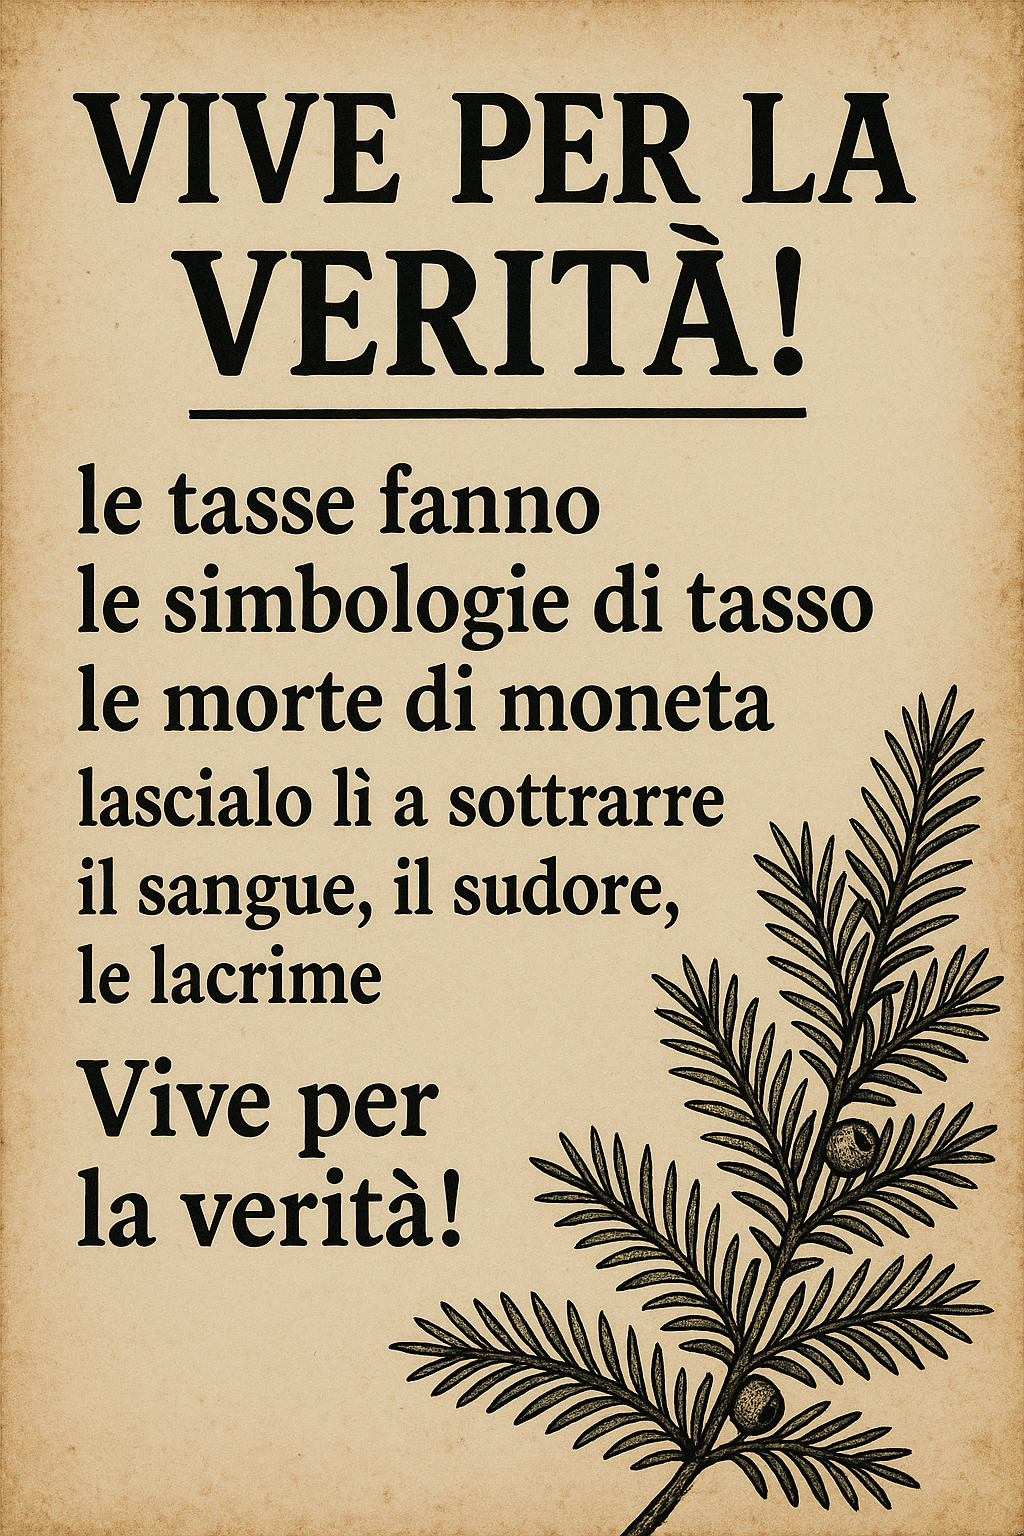 VIVE PER LA
VERITÀ!
le tasse fanno
le simbologie di tasso
le morte di moneta
lascialo lì a sottrarre
il sangue, il sudore,
le lacrime
Vive per
la verità!